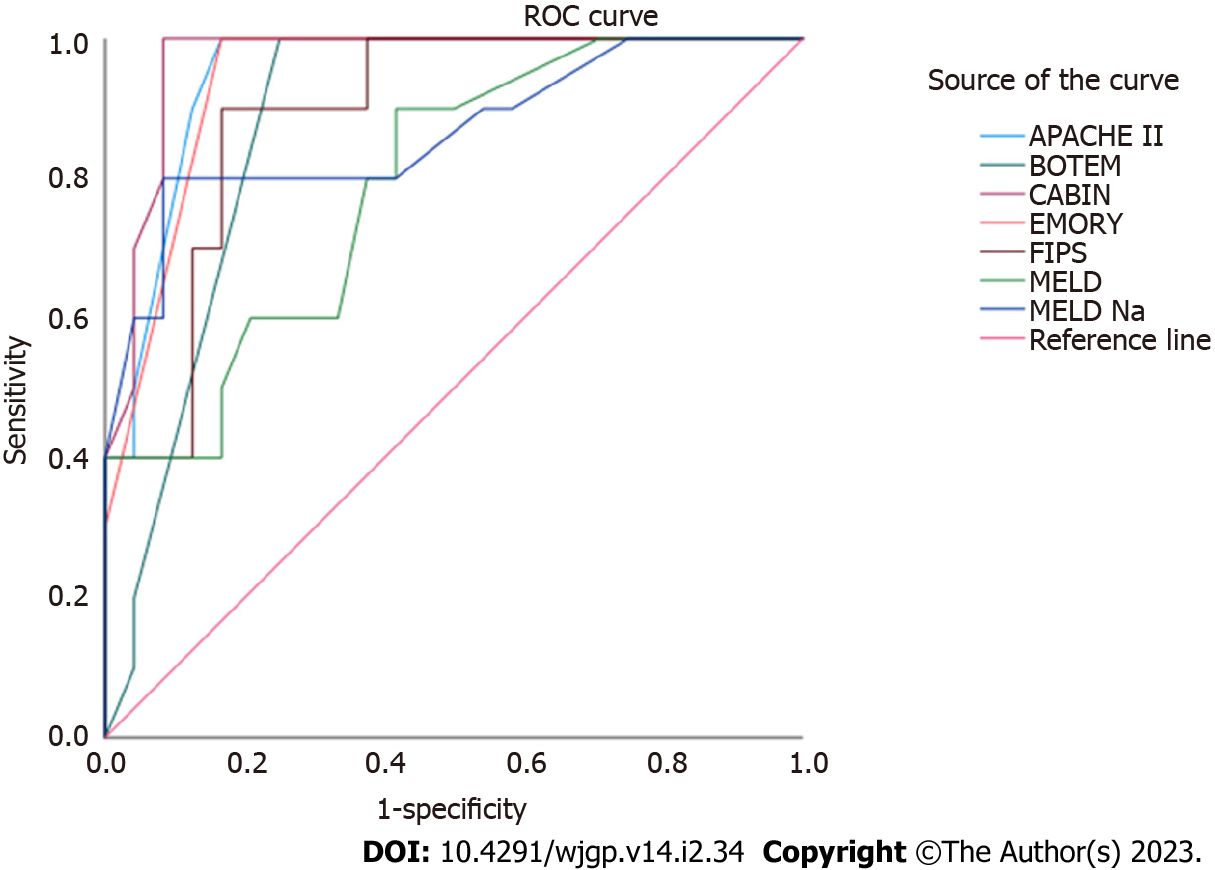 ROC curve
1.0
0.8
0.6
0.4
0.2
0.0
Sensitivity
0.0 0.2 0.4 0.6 0.8 1.0
1-specificity
Source of the curve
APACHE II
BOTEM
CABIN
EMORY
FIPS
MELD
MELD Na
Reference line
DOI: 10.4291/wjgp.v14.i2.34 Copyright ©The Author(s) 2023.